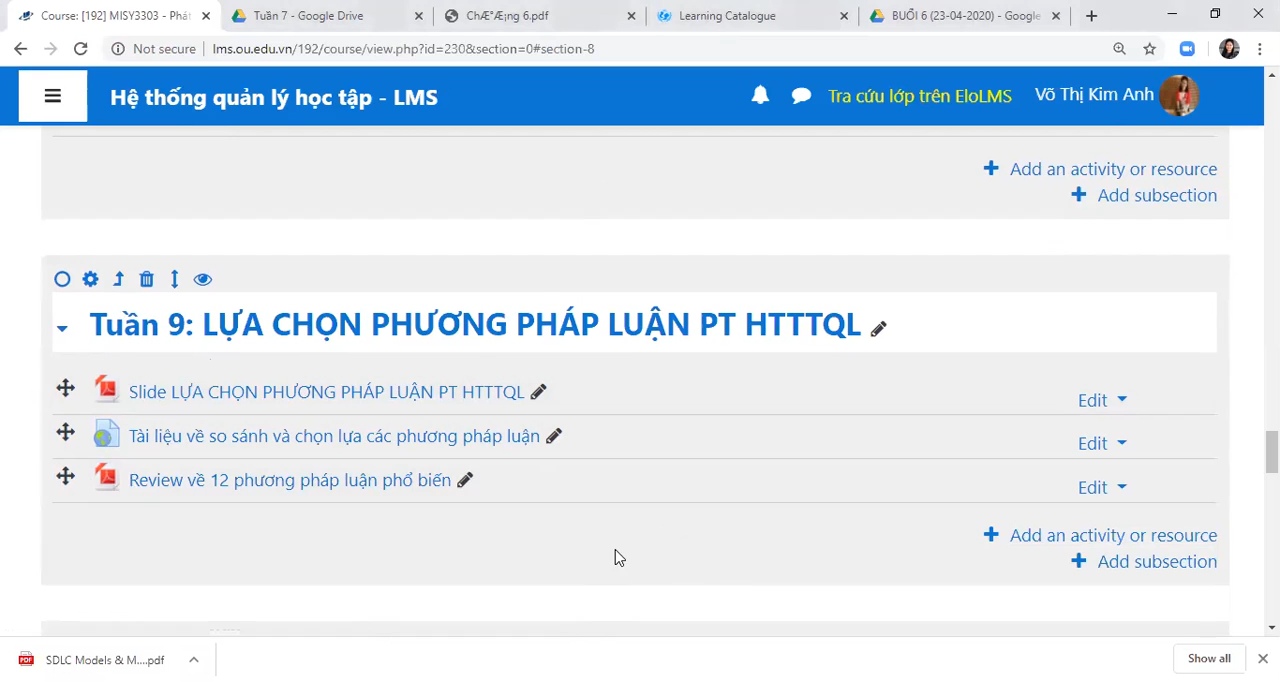 Course: [192] MISY3303 - Phát
Tuần 7 - Google Drive
ChÆ°Æ¡ng 6.pdf
Learning Catalogue
BUỔI 6 (23-04-2020) - Google
Not secure
lms.ou.edu.vn/192/course/view.php?id=230&section=0#section-8
Hệ thống quản lý học tập - LMS
Tra cứu lớp trên EloLMS
Võ Thị Kim Anh
Add an activity or resource
Add subsection
Tuần 9: LỰA CHỌN PHƯƠNG PHÁP LUẬN PT HTTTQL
Slide LỰA CHỌN PHƯƠNG PHÁP LUẬN PT HTTTQL
Edit
Tài liệu về so sánh và chọn lựa các phương pháp luận
Edit
Review về 12 phương pháp luận phổ biến
Edit
Add an activity or resource
Add subsection
SDLC Models & M....pdf
Show all